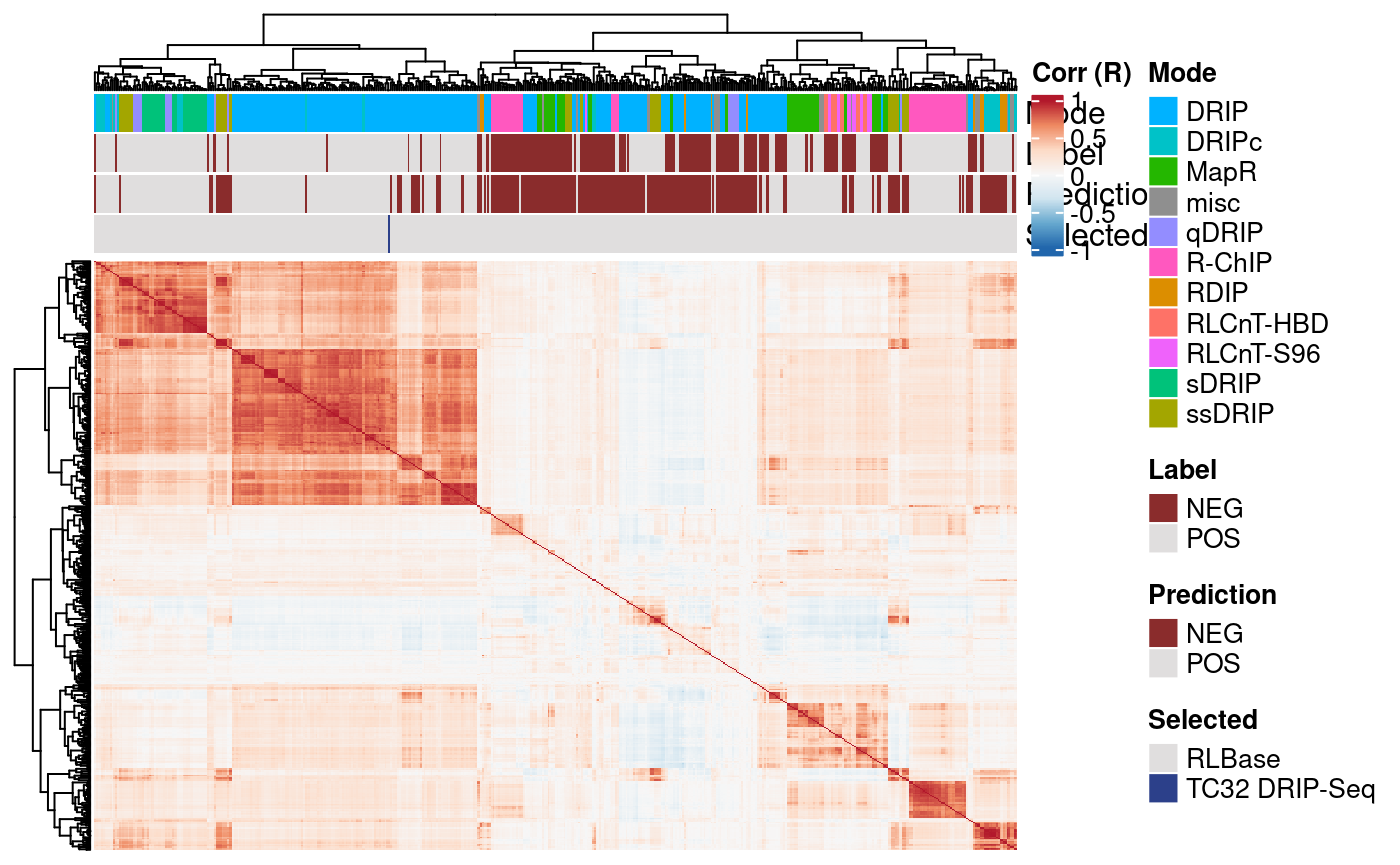 Corr (R)
1
0.5
0
-0.5
-1
Mode
Label
Prediction
Selected
Mode
DRIP
DRIPc
MapR
misc
qDRIP
R-ChIP
RDIP
RLCnT-HBD
RLCnT-S96
sDRIP
ssDRIP
Label
NEG
POS
Prediction
NEG
POS
Selected
RLBase
TC32 DRIP-Seq